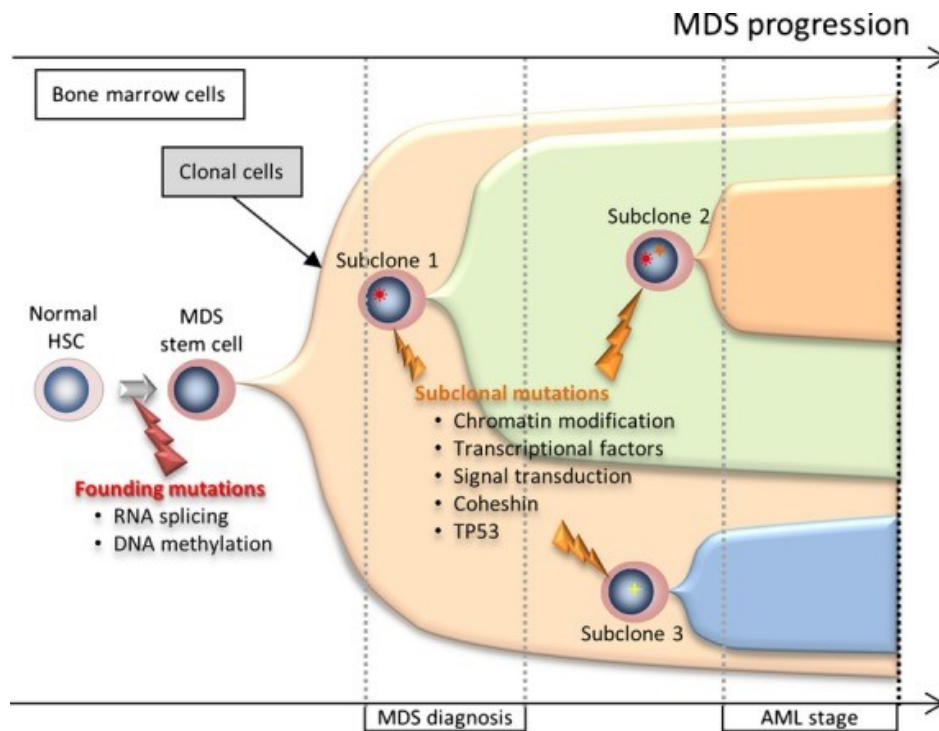 MDS progression
Bone marrow cells
Clonal cells
Subclone 1
Subclone 2
Normal
HSC
MDS
stem cell
Subclonal mutations
• Chromatin modification
• Transcriptional factors
• Signal transduction
• Coheshin
• TP53
Founding mutations
• RNA splicing
• DNA methylation
Subclone 3
MDS diagnosis
AML stage